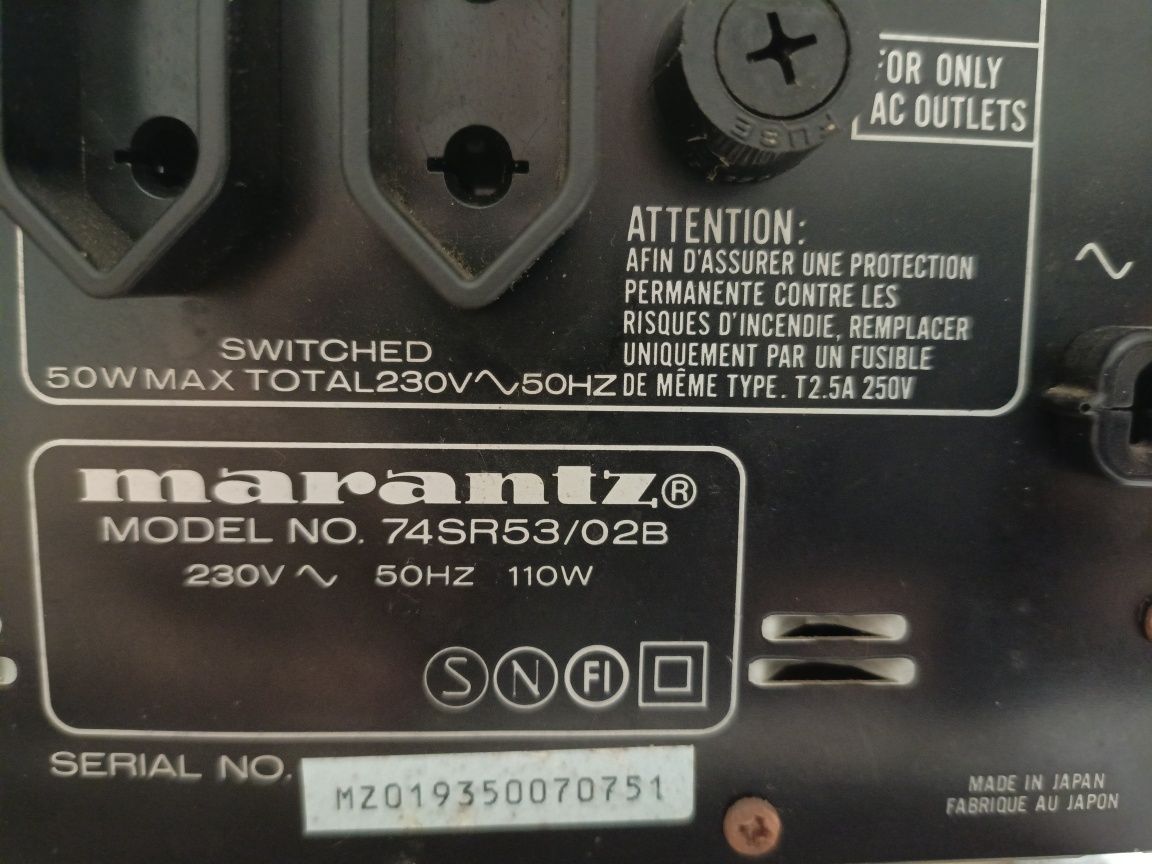 FOR ONLY
AC OUTLETS
FUSE
ATTENTION:
AFIN D'ASSURER UNE PROTECTION
PERMANENTE CONTRE LES
RISQUES D'INCENDIE, REMPLACER
UNIQUEMENT PAR UN FUSIBLE
DE MÊME TYPE. T2.5A 250V
SWITCHED
50W MAX TOTAL 230V∿50HZ
marantz®
MODEL NO. 74SR53/02B
230V ∿ 50HZ 110W
S N FI
SERIAL NO. MZ019350070751
MADE IN JAPAN
FABRIQUE AU JAPON